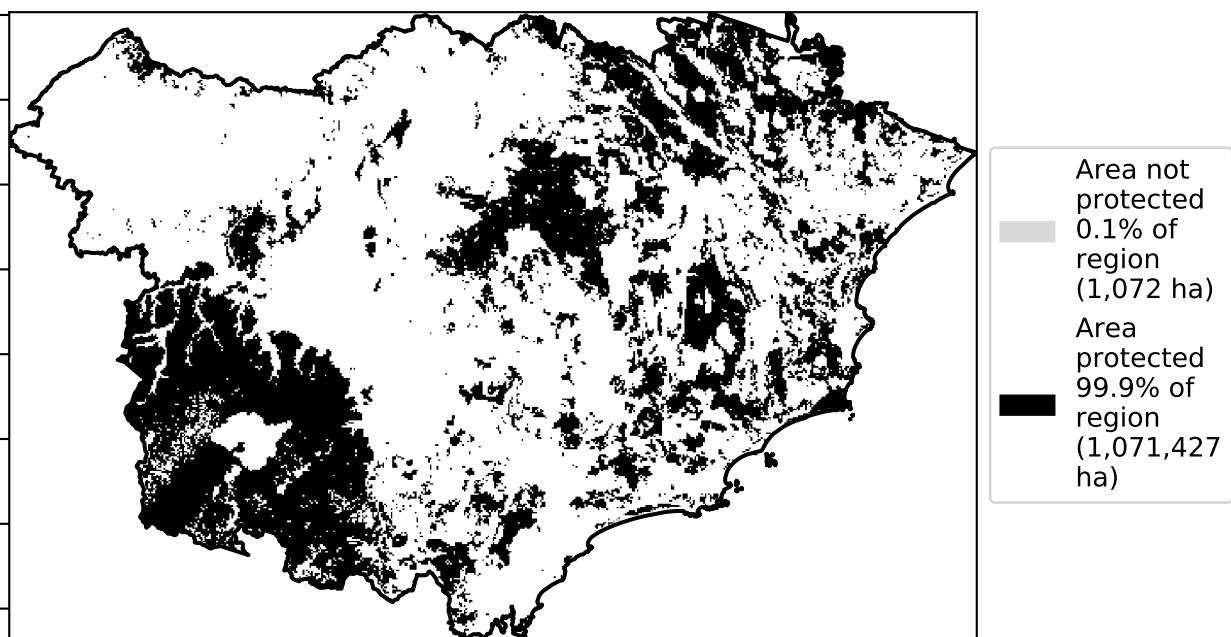 Area not
protected
0.1% of
region
(1,072 ha)
Area
protected
99.9% of
region
(1,071,427
ha)